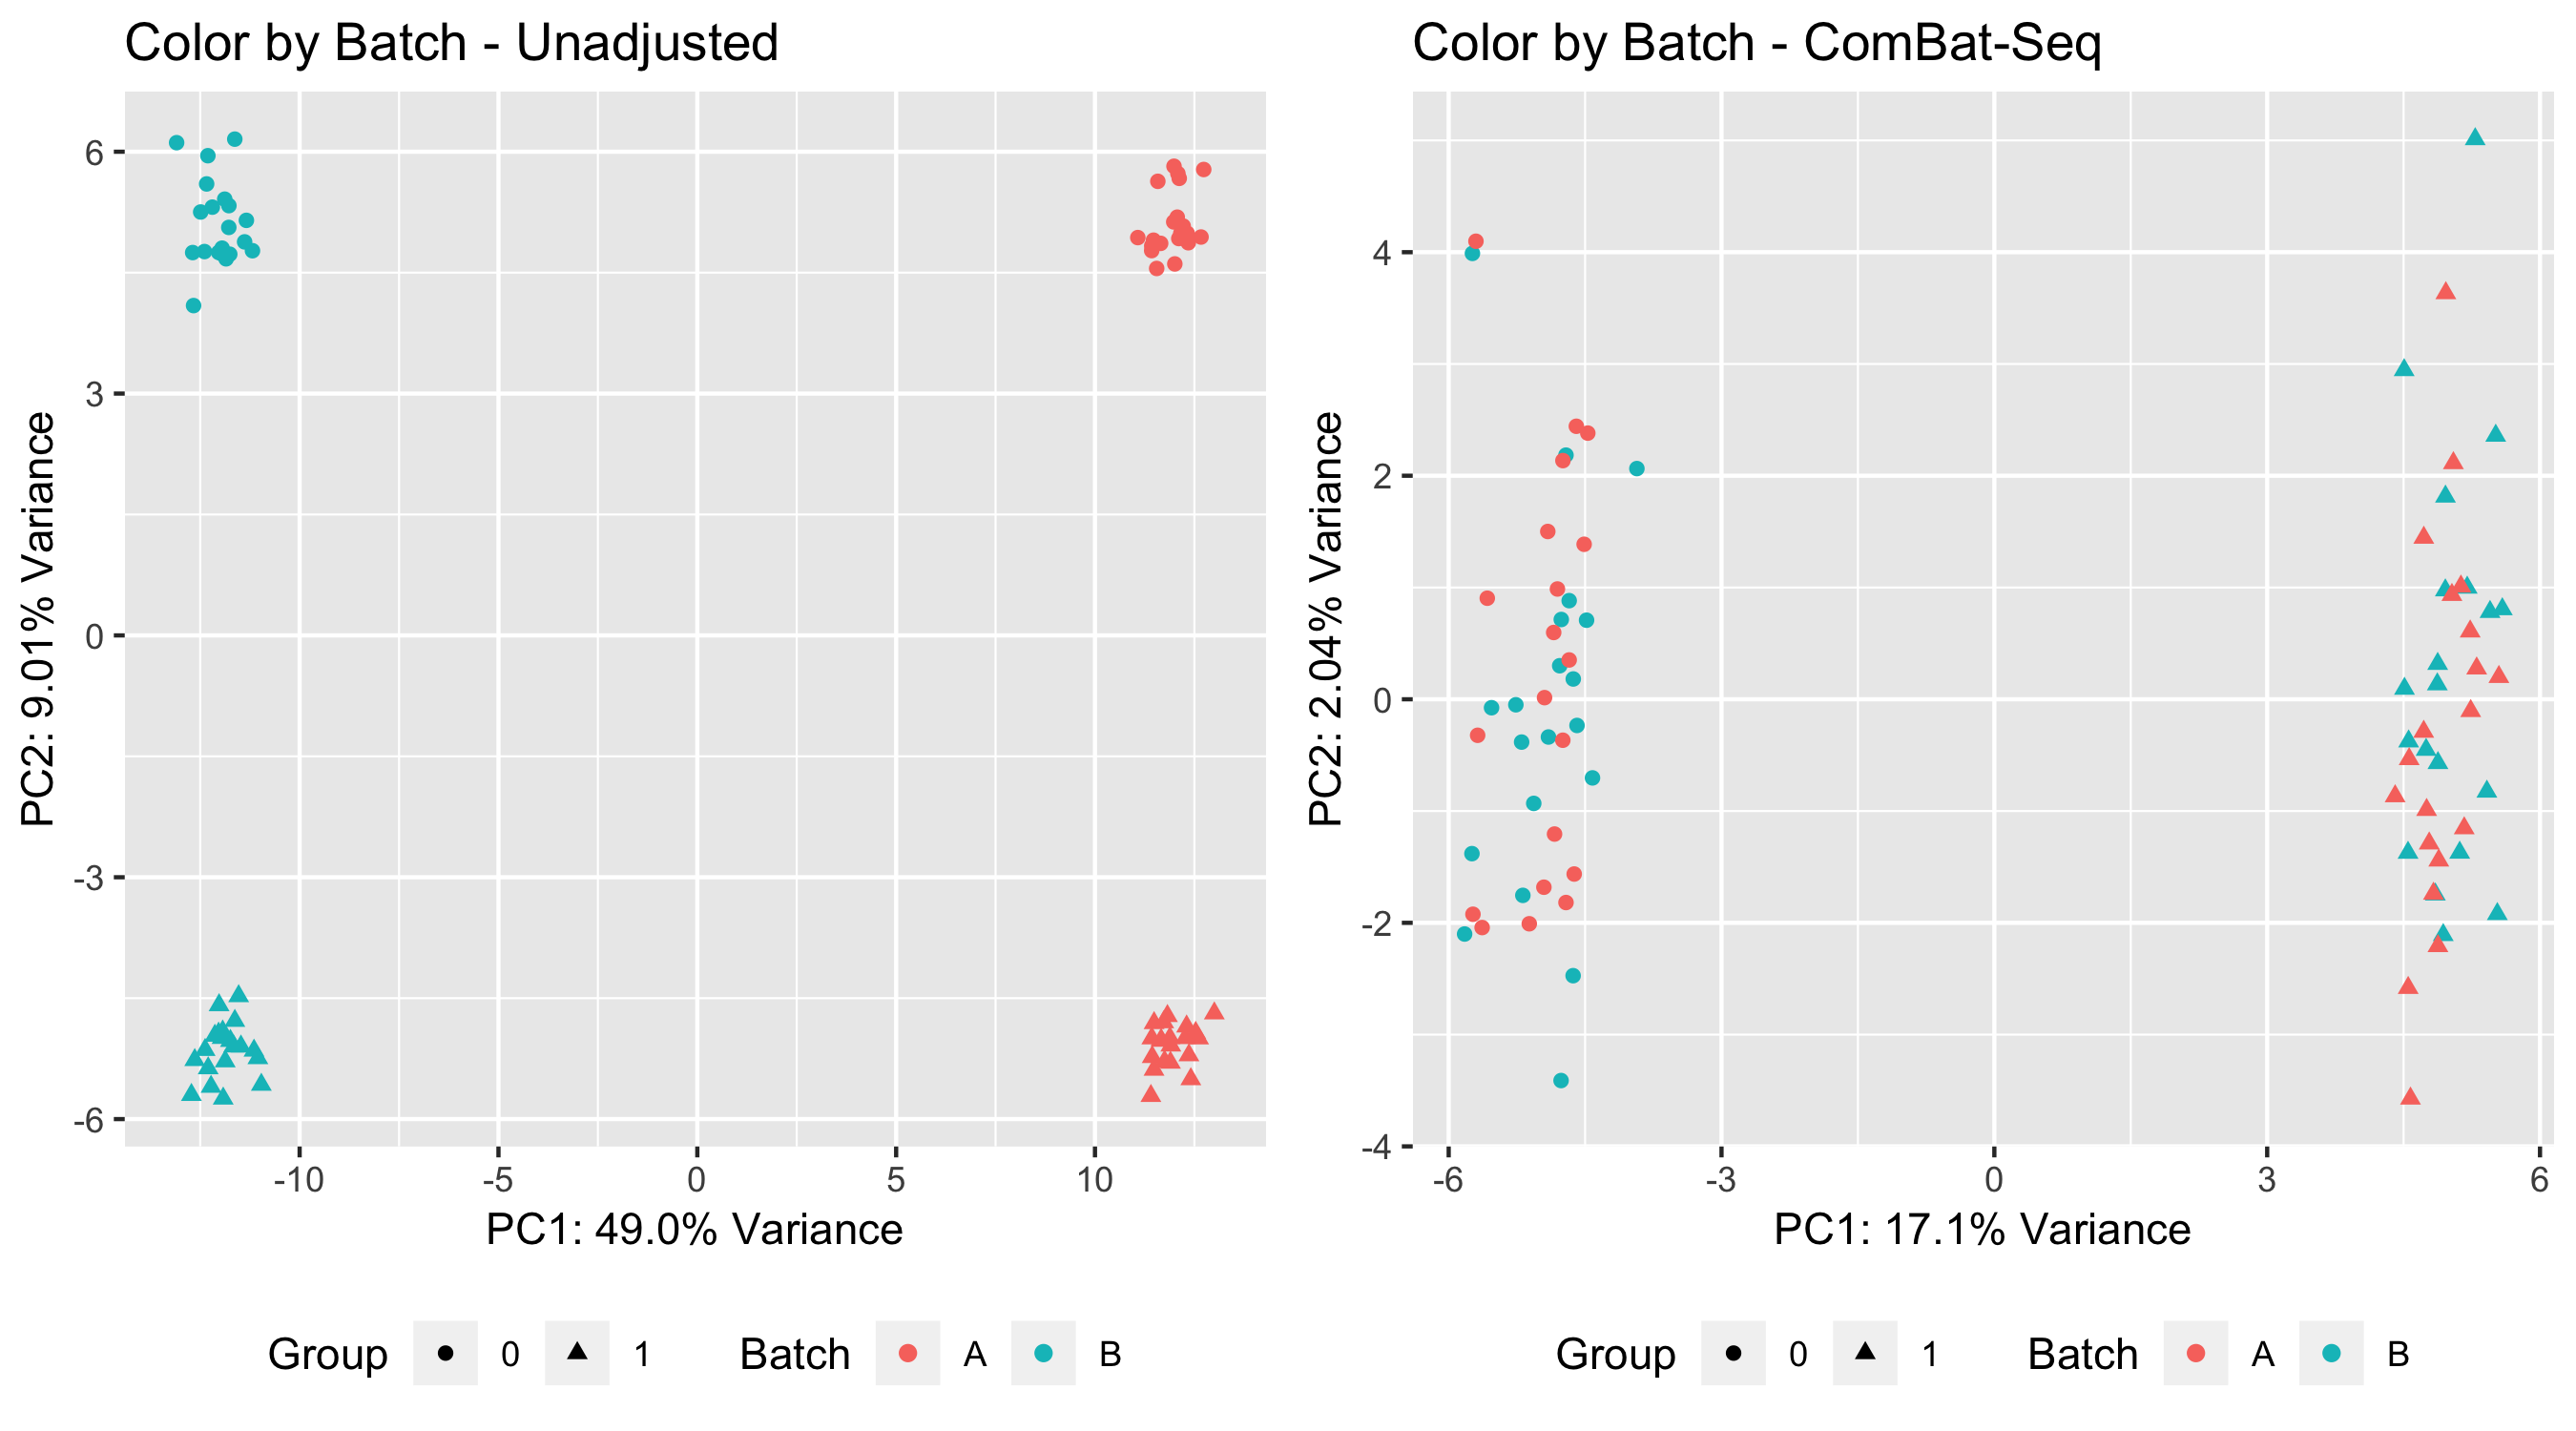 Color by Batch - Unadjusted
6
3
0
-3
-6
PC2: 9.01% Variance
-10 -5 0 5 10
PC1: 49.0% Variance
Group 0 1 Batch A B
Color by Batch - ComBat-Seq
4
2
0
-2
-4
PC2: 2.04% Variance
-6 -3 0 3 6
PC1: 17.1% Variance
Group 0 1 Batch A B